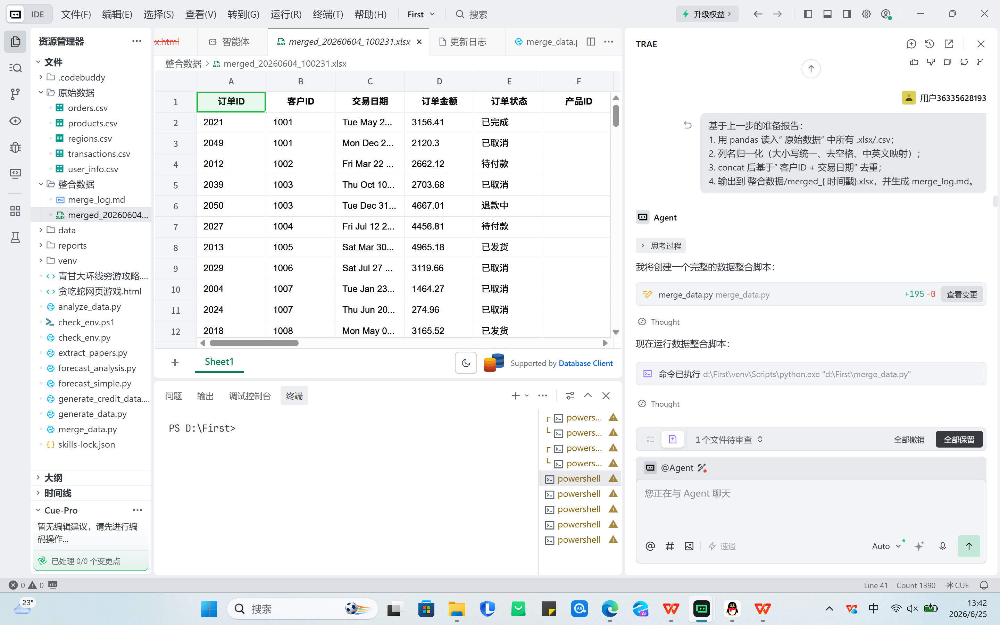 IDE 文件(F) 编辑(E) 选择(S) 查看(V) 转到(G) 运行(R) 终端(T) 帮助(H) First 搜索 升级权益
资源管理器
文件
.codebuddy
原始数据
orders.csv
products.csv
regions.csv
transactions.csv
user_info.csv
整合数据
merge_log.md
merged_20260604...
data
reports
venv
青甘大环线穷游攻略....
贪吃蛇网页游戏.html
analyze_data.py
check_env.ps1
check_env.py
extract_papers.py
forecast_analysis.py
forecast_simple.py
generate_credit_data....
generate_data.py
merge_data.py
skills-lock.json
大纲
时间线
Cue-Pro
暂无编辑建议，请先进行编
码操作...
已处理 0/0 个变更点
x.html 智能体 merged_20260604_100231.xlsx 更新日志 merge_data.p
整合数据 > merged_20260604_100231.xlsx
A B C D E F
1 订单ID 客户ID 交易日期 订单金额 订单状态 产品ID
2 2021 1001 Tue May 2... 3156.41 已完成
3 2049 1001 Mon Dec 2... 2120.3 已取消
4 2012 1002 Fri Mar 22 ... 2662.12 待付款
5 2039 1003 Thu Oct 10... 2703.68 已取消
6 2050 1003 Tue Dec 31... 4667.01 退款中
7 2027 1004 Fri Jul 12 2... 4456.81 待付款
8 2013 1005 Sat Mar 30... 4965.18 已发货
9 2029 1006 Sat Jul 27 ... 3119.66 已取消
10 2004 1007 Tue Jan 23... 1464.27 已取消
11 2024 1007 Thu Jun 20... 274.96 已取消
12 2018 1008 Mon May 0... 3165.52 已发货
Sheet1 Supported by Database Client
问题 输出 调试控制台 终端
PS D:\First>
powers...
powers...
powers...
powers...
powershell
powershell
powershell
powershell
powershell
TRAE
用户36335628193
基于上一步的准备报告：
1. 用 pandas 读入” 原始数据” 中所有 .xlsx/.csv；
2. 列名归一化（大小写统一、去空格、中英文映射）；
3. concat 后基于” 客户ID + 交易日期” 去重；
4. 输出到 整合数据/merged_{ 时间戳}.xlsx，并生成 merge_log.md。
Agent
思考过程
我将创建一个完整的数据整合脚本：
merge_data.py merge_data.py +195 -0 查看变更
Thought
现在运行数据整合脚本：
命令已执行 d:\First\venv\Scripts\python.exe "d:\First\merge_data.py"
Thought
1 个文件待审查 全部撤销 全部保留
@Agent
您正在与 Agent 聊天
速通 Auto
0 0 Line 41 Count 1390 CUE
23° 搜索 中 13:42
2026/6/25